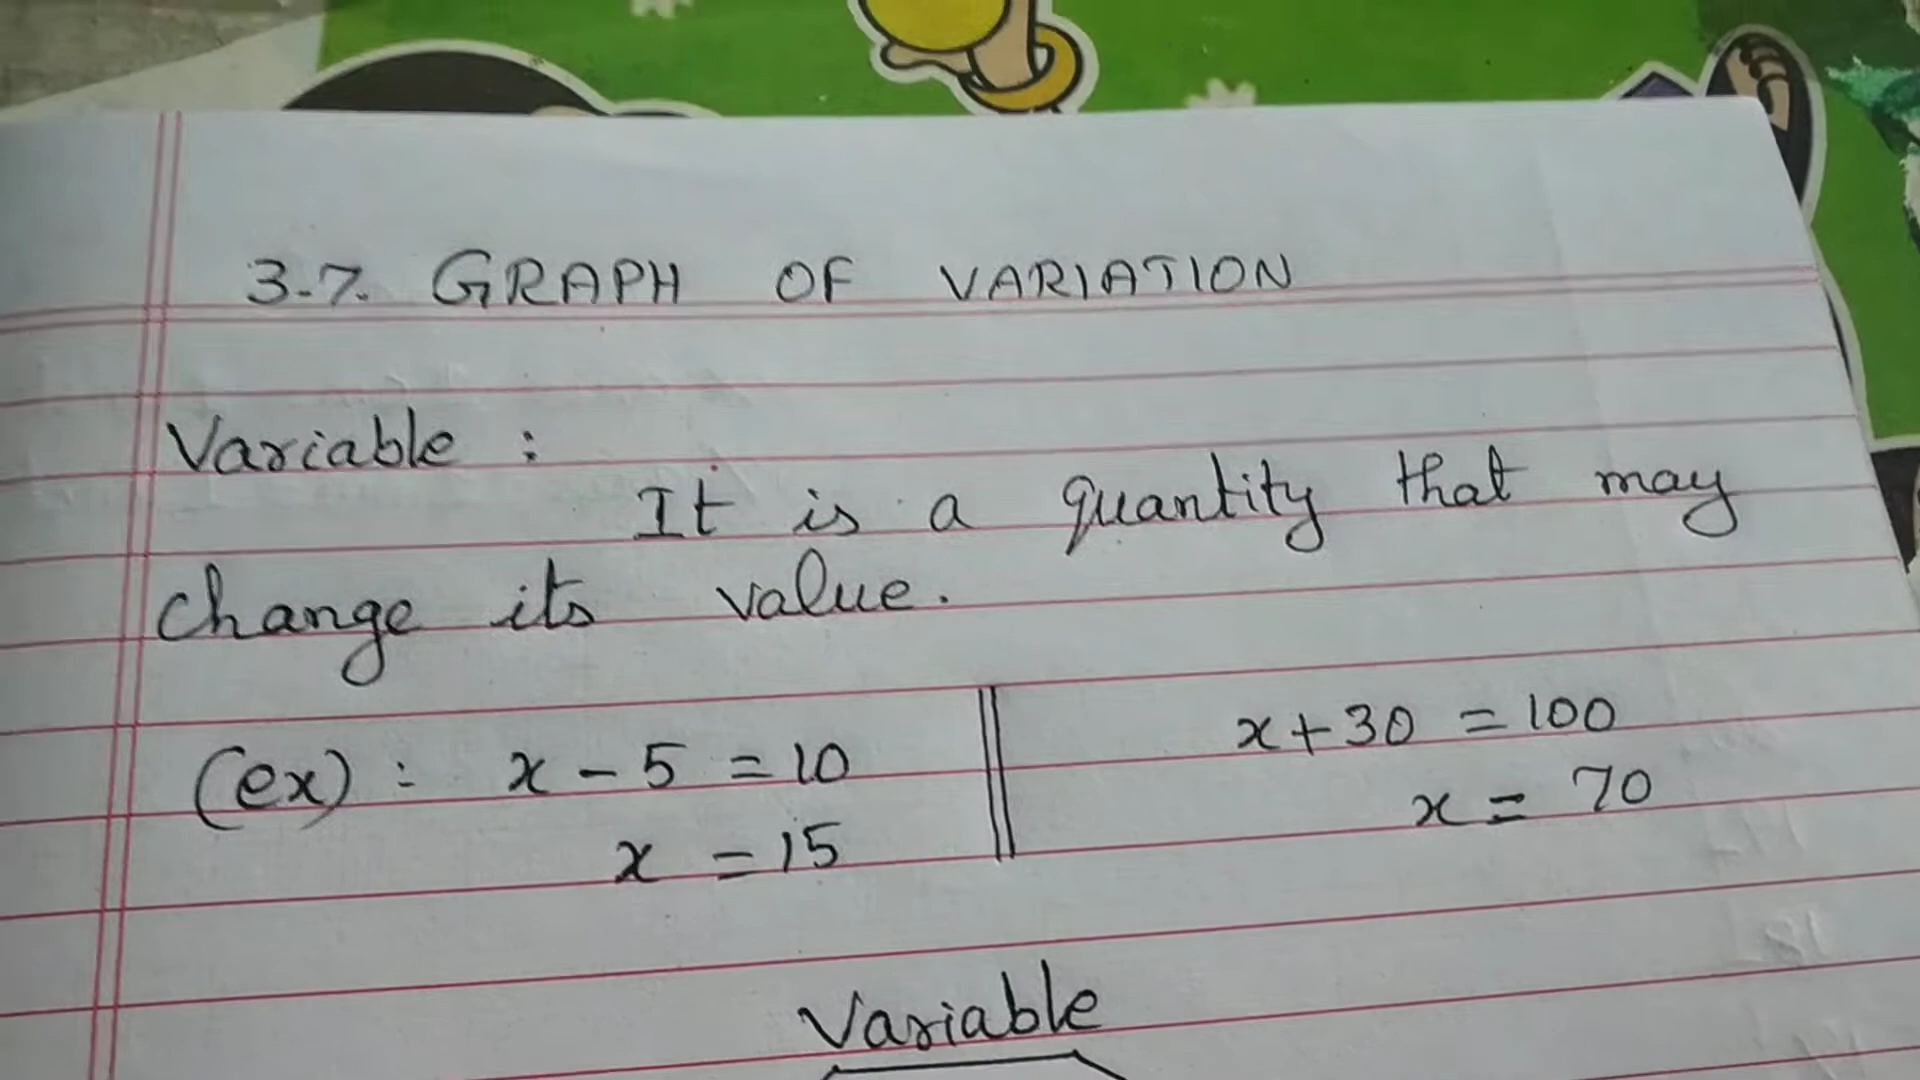 3.7. GRAPH OF VARIATION
Variable :
It is a quantity that may
change its value.
(ex) : x - 5 = 10 || x + 30 = 100
x = 15 || x = 70
Variable